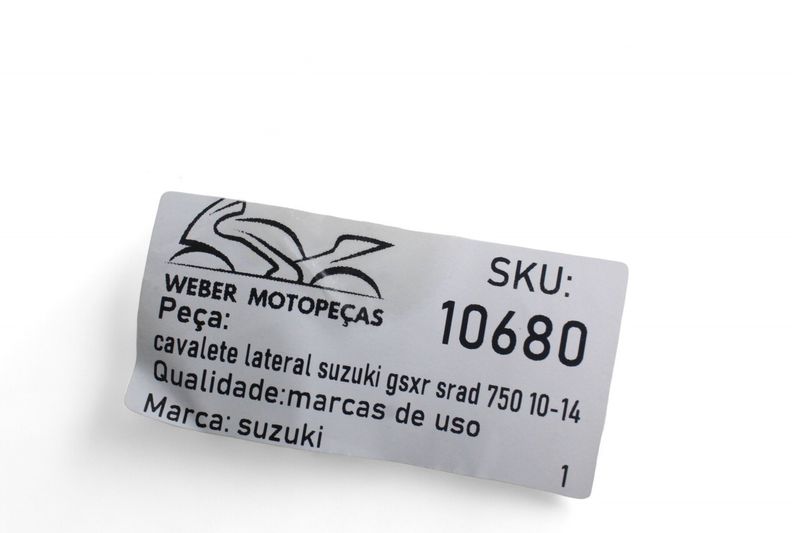 WEBER MOTOPEÇAS
SKU:
10680
Peça:
cavalete lateral suzuki gsxr srad 750 10-14
Qualidade:marcas de uso
Marca: suzuki
1